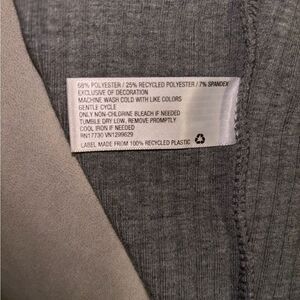 68% POLYESTER / 25% RECYCLED POLYESTER / 7% SPANDEX
EXCLUSIVE OF DECORATION
MACHINE WASH COLD WITH LIKE COLORS
GENTLE CYCLE
ONLY NON-CHLORINE BLEACH IF NEEDED
TUMBLE DRY LOW, REMOVE PROMPTLY
COOL IRON IF NEEDED
RN17730 VN1299629
LABEL MADE FROM 100% RECYCLED PLASTIC